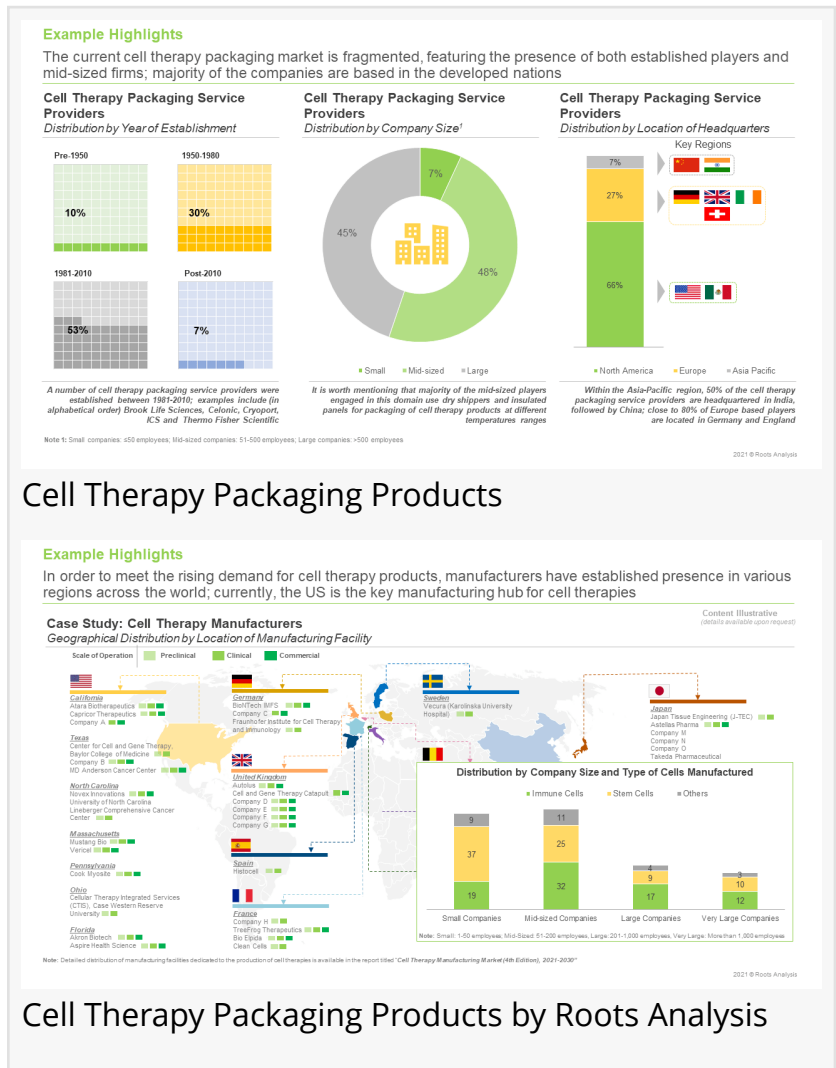 Example Highlights
The current cell therapy packaging market is fragmented, featuring the presence of both established players and
mid-sized firms; majority of the companies are based in the developed nations
Cell Therapy Packaging Service
Providers
Distribution by Year of Establishment
Pre-1950
10%
1950-1980
30%
1981-2010
53%
Post-2010
7%
A number of cell therapy packaging service providers were
established between 1981-2010; examples include (in
alphabetical order) Brook Life Sciences, Celonic, Cryoport,
ICS and Thermo Fisher Scientific
Cell Therapy Packaging Service
Providers
Distribution by Company Size¹
7%
45%
48%
Small Mid-sized Large
It is worth mentioning that majority of the mid-sized players
engaged in this domain use dry shippers and insulated
panels for packaging of cell therapy products at different
temperatures ranges
Cell Therapy Packaging Service
Providers
Distribution by Location of Headquarters
Key Regions
7%
27%
66%
North America Europe Asia Pacific
Within the Asia-Pacific region, 50% of the cell therapy
packaging service providers are headquartered in India,
followed by China; close to 80% of Europe based players
are located in Germany and England
Note 1: Small companies: ≤50 employees; Mid-sized companies: 51-500 employees; Large companies: >500 employees
2021 © Roots Analysis
Cell Therapy Packaging Products
Example Highlights
In order to meet the rising demand for cell therapy products, manufacturers have established presence in various
regions across the world; currently, the US is the key manufacturing hub for cell therapies
Content Illustrative
(details available upon request)
Case Study: Cell Therapy Manufacturers
Geographical Distribution by Location of Manufacturing Facility
Scale of Operation Preclinical Clinical Commercial
California
Atara Biotherapeutics
Capricor Therapeutics
Company A
Texas
Center for Cell and Gene Therapy,
Baylor College of Medicine
Company B
MD Anderson Cancer Center
North Carolina
Novex Innovations
University of North Carolina
Lineberger Comprehensive Cancer
Center
Massachusetts
Mustang Bio
Vericel
Pennsylvania
Cook Myosite
Ohio
Cellular Therapy Integrated Services
(CTIS), Case Western Reserve
University
Florida
Akron Biotech
Aspire Health Science
Germany
BioNTech IMFS
Company C
Fraunhofer Institute for Cell Therapy
and Immunology
United Kingdom
Autolus
Cell and Gene Therapy Catapult
Company D
Company E
Company F
Company G
Spain
Histocell
France
Company H
TreeFrog Therapeutics
Bio Elpida
Clean Cells
Sweden
Vecura (Karolinska University
Hospital)
Japan
Japan Tissue Engineering (J-TEC)
Astellas Pharma
Company M
Company N
Company O
Takeda Pharmaceutical
Distribution by Company Size and Type of Cells Manufactured
Immune Cells Stem Cells Others
9 11 4 3
37 25 9 10
19 32 17 12
Small Companies Mid-sized Companies Large Companies Very Large Companies
Note: Small: 1-50 employees; Mid-Sized: 51-200 employees, Large: 201-1,000 employees, Very Large: More than 1,000 employees
Note: Detailed distribution of manufacturing facilities dedicated to the production of cell therapies is available in the report titled "Cell Therapy Manufacturing Market (4th Edition), 2021-2030"
2021 © Roots Analysis
Cell Therapy Packaging Products by Roots Analysis